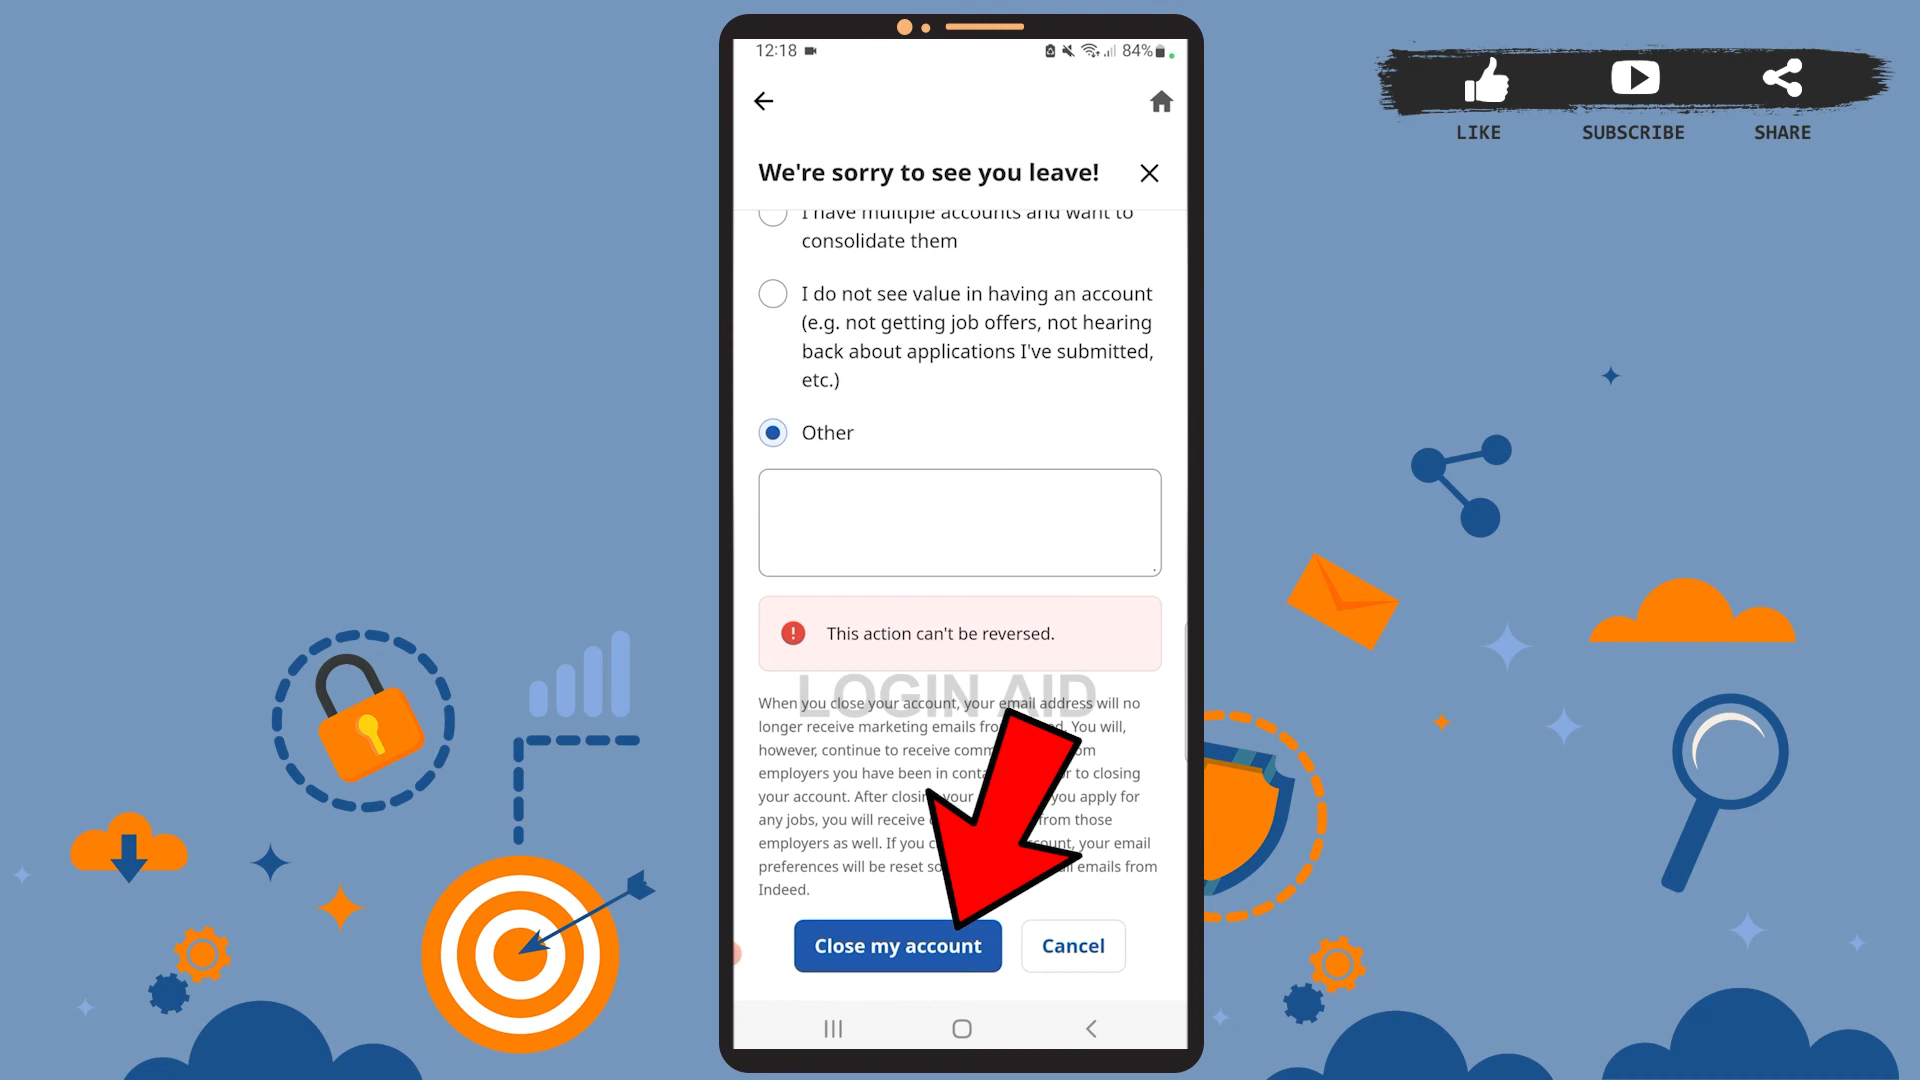 12:18
84%
LIKE
SUBSCRIBE
SHARE
We're sorry to see you leave!
I have multiple accounts and want to
consolidate them
I do not see value in having an account
(e.g. not getting job offers, not hearing
back about applications I've submitted,
etc.)
Other
This action can't be reversed.
LOGIN AID
When you close your account, your email address will no
longer receive marketing emails from You will,
however, continue to receive
employers you have been in to closing
your account. After closing your you apply for
any jobs, you will receive from those
employers as well. If you your email
preferences will be reset emails from
Indeed.
Close my account
Cancel